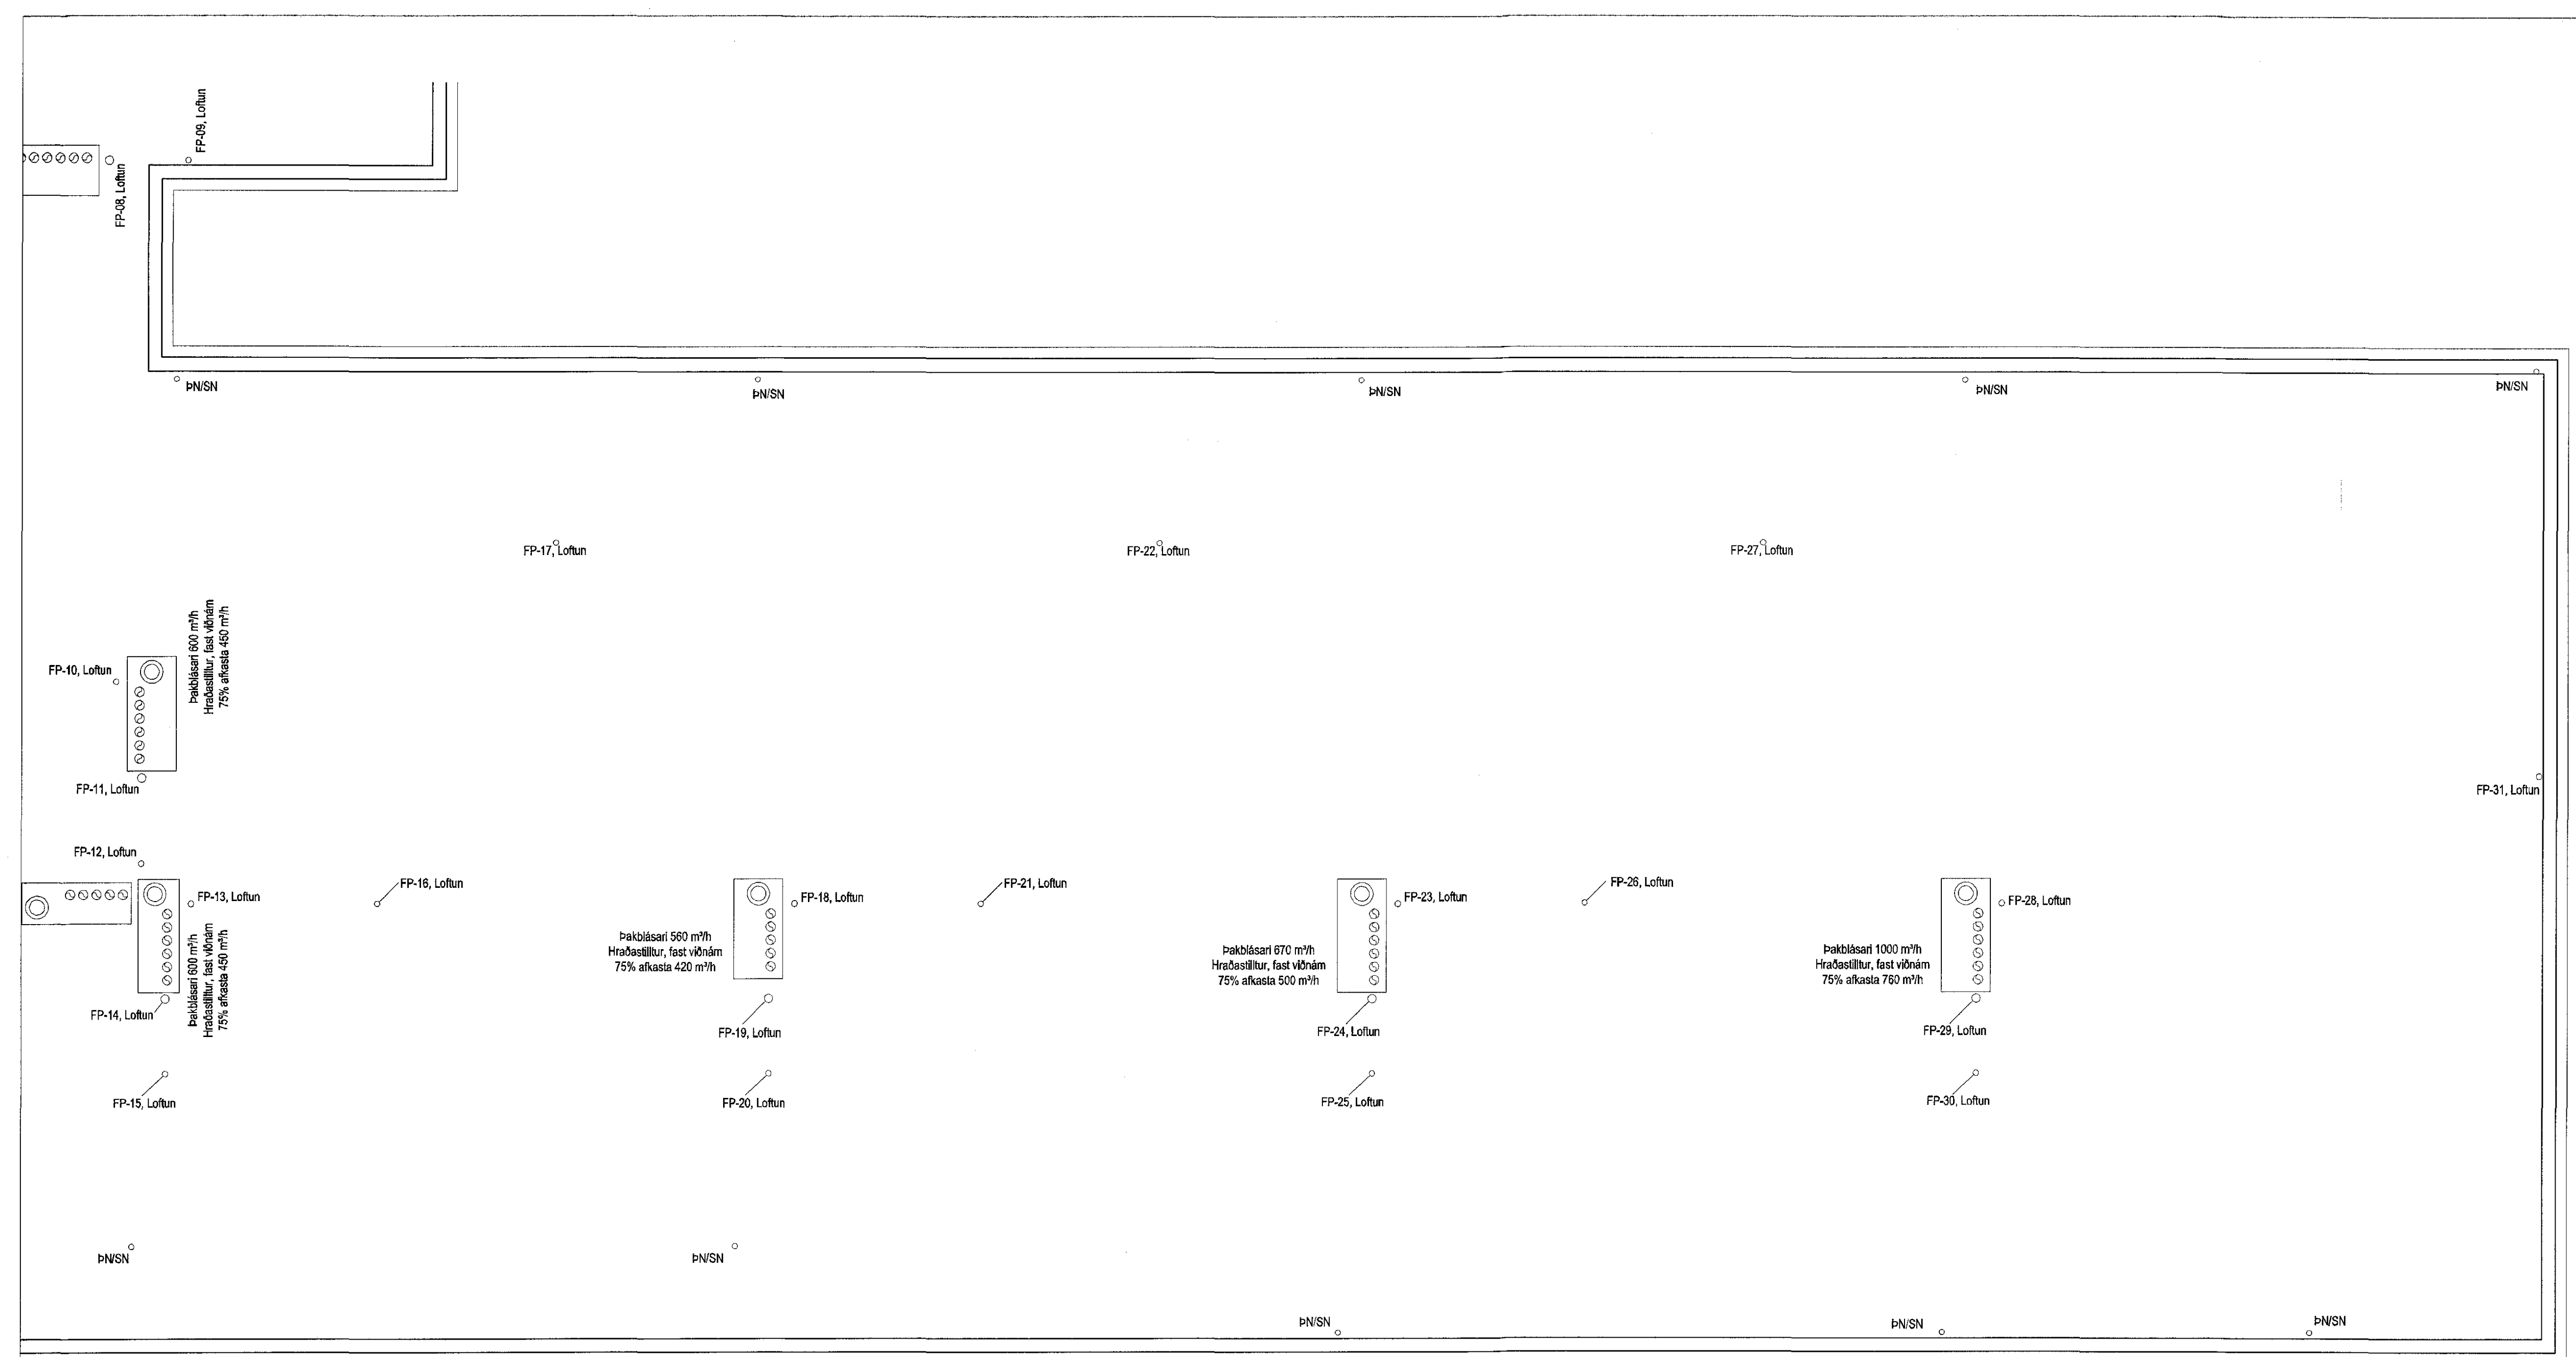 FP-09, Loftun
FP-08, Loftun
ÞN/SN
ÞN/SN
ÞN/SN
ÞN/SN
ÞN/SN
FP-17, Loftun
FP-22, Loftun
FP-27, Loftun
Þakblásari 600 m³/h
Hraðastilltur, fast viðnám
75% afkasta 450 m³/h
FP-10, Loftun
FP-11, Loftun
FP-31, Loftun
FP-12, Loftun
FP-13, Loftun
FP-16, Loftun
FP-18, Loftun
FP-21, Loftun
FP-23, Loftun
FP-26, Loftun
FP-28, Loftun
Þakblásari 600 m³/h
Hraðastilltur, fast viðnám
75% afkasta 450 m³/h
Þakblásari 560 m³/h
Hraðastilltur, fast viðnám
75% afkasta 420 m³/h
Þakblásari 670 m³/h
Hraðastilltur, fast viðnám
75% afkasta 500 m³/h
Þakblásari 1000 m³/h
Hraðastilltur, fast viðnám
75% afkasta 760 m³/h
FP-14, Loftun
FP-19, Loftun
FP-24, Loftun
FP-29, Loftun
FP-15, Loftun
FP-20, Loftun
FP-25, Loftun
FP-30, Loftun
ÞN/SN
ÞN/SN
ÞN/SN
ÞN/SN
ÞN/SN